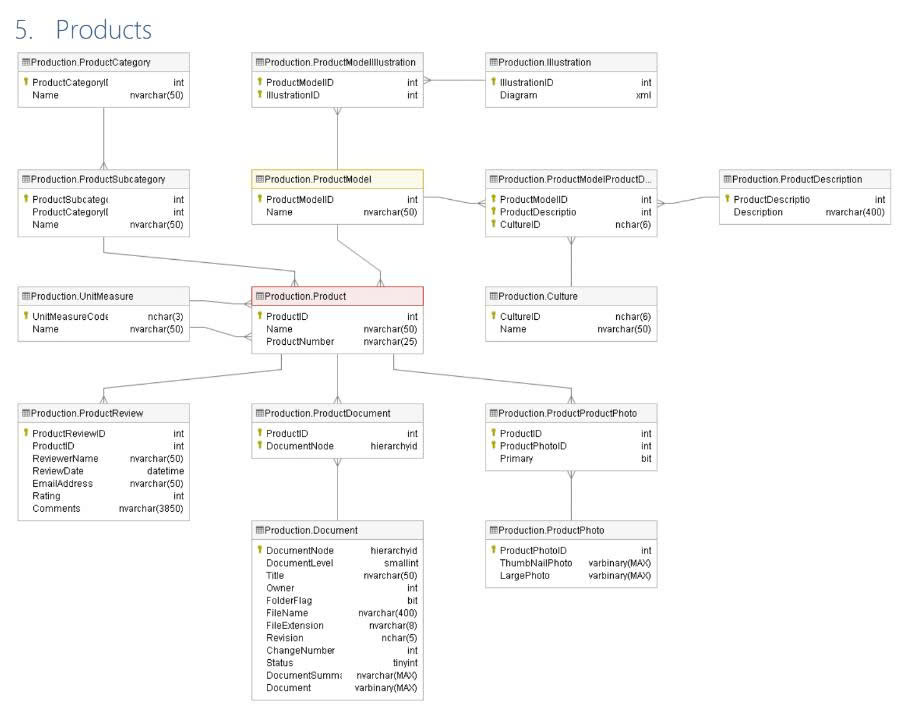 5. Products
Production.ProductCategory
ProductCategoryI int
Name nvarchar(50)
Production.ProductModelIllustration
ProductModelID int
IllustrationID int
Production.Illustration
IllustrationID int
Diagram xml
Production.ProductSubcategory
ProductSubcateg int
ProductCategoryI int
Name nvarchar(50)
Production.ProductModel
ProductModelID int
Name nvarchar(50)
Production.ProductModelProductD...
ProductModelID int
ProductDescriptio int
CultureID nchar(6)
Production.ProductDescription
ProductDescriptio int
Description nvarchar(400)
Production.UnitMeasure
UnitMeasureCode nchar(3)
Name nvarchar(50)
Production.Product
ProductID int
Name nvarchar(50)
ProductNumber nvarchar(25)
Production.Culture
CultureID nchar(6)
Name nvarchar(50)
Production.ProductReview
ProductReviewID int
ProductID int
ReviewerName nvarchar(50)
ReviewDate datetime
EmailAddress nvarchar(50)
Rating int
Comments nvarchar(3850)
Production.ProductDocument
ProductID int
DocumentNode hierarchyid
Production.ProductProductPhoto
ProductID int
ProductPhotoID int
Primary bit
Production.Document
DocumentNode hierarchyid
DocumentLevel smallint
Title nvarchar(50)
Owner int
FolderFlag bit
FileName nvarchar(400)
FileExtension nvarchar(8)
Revision nchar(5)
ChangeNumber int
Status tinyint
DocumentSumma nvarchar(MAX)
Document varbinary(MAX)
Production.ProductPhoto
ProductPhotoID int
ThumbNailPhoto varbinary(MAX)
LargePhoto varbinary(MAX)